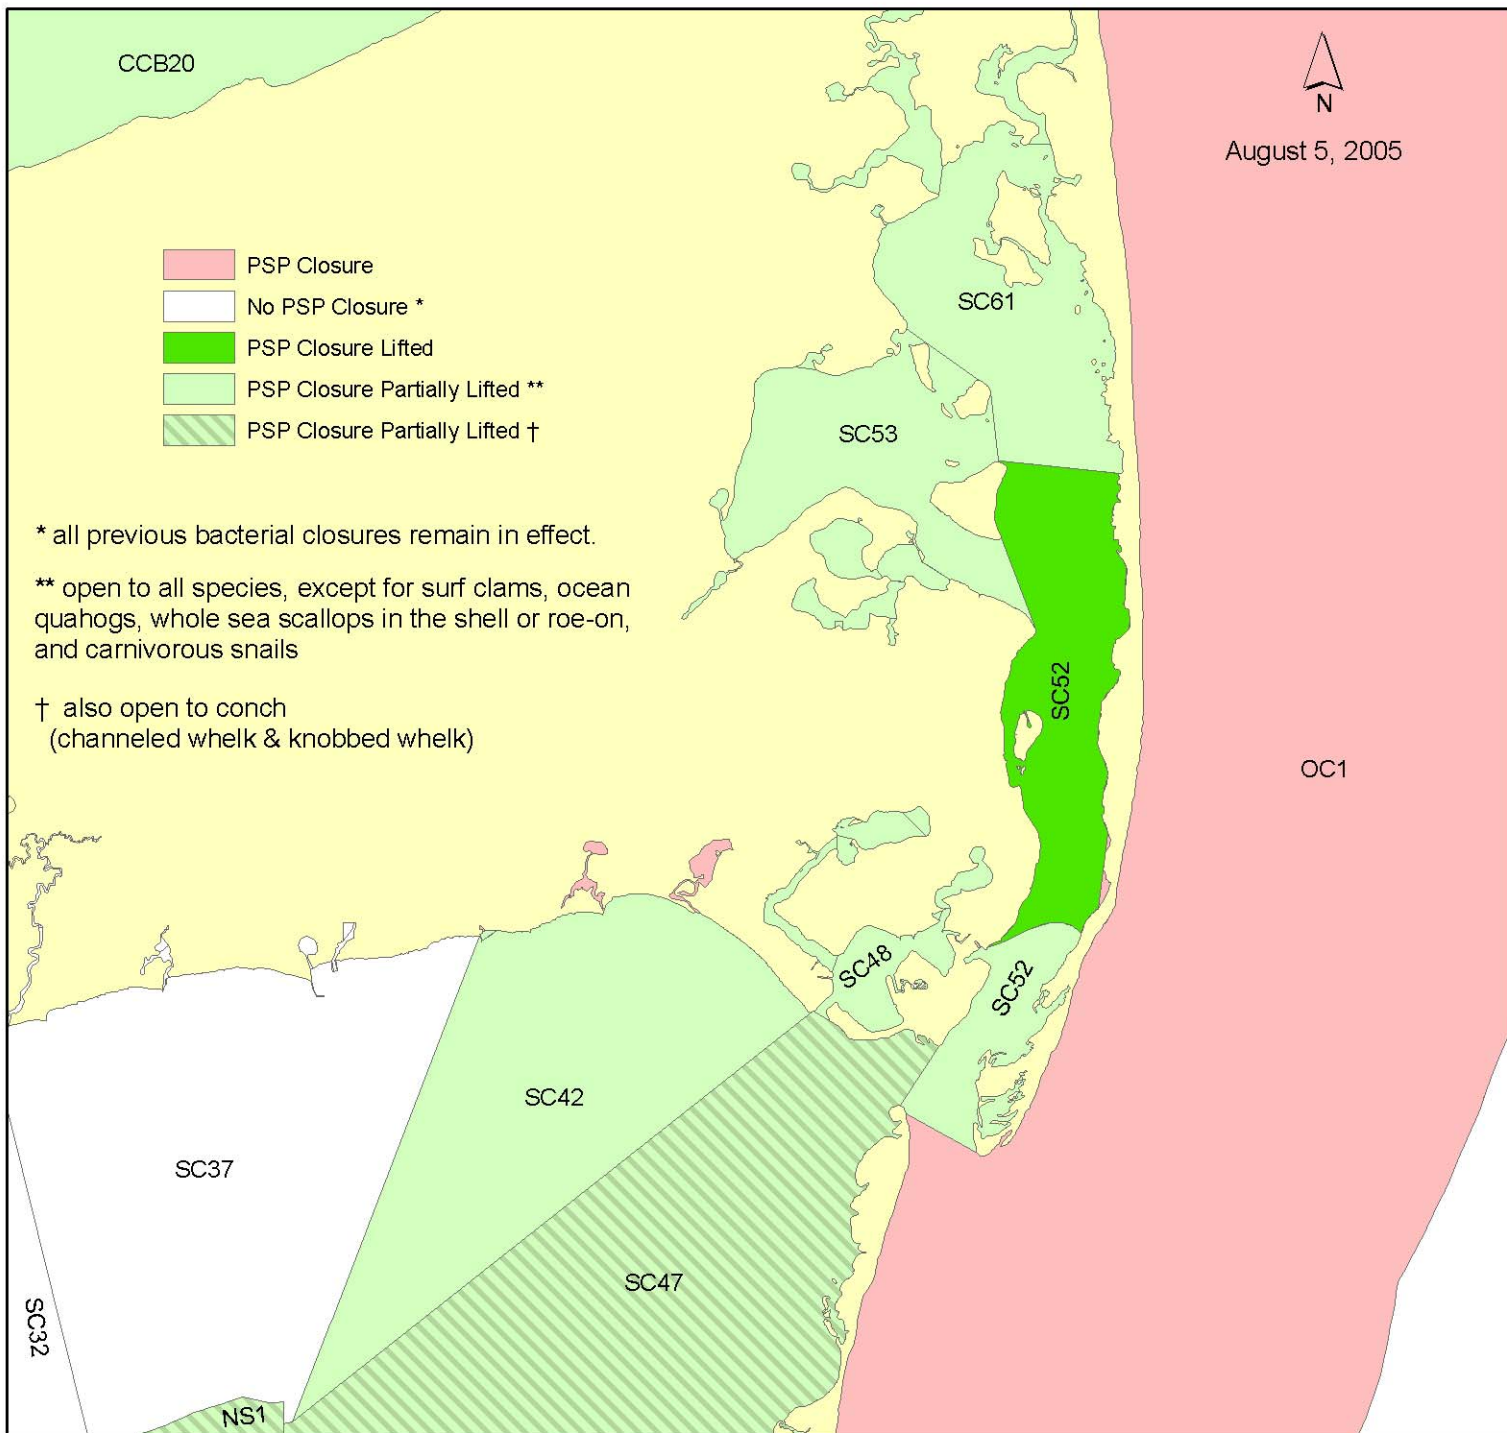 CCB20
N
August 5, 2005
PSP Closure
No PSP Closure *
PSP Closure Lifted
PSP Closure Partially Lifted **
PSP Closure Partially Lifted †
SC61
SC53
* all previous bacterial closures remain in effect.
** open to all species, except for surf clams, ocean
quahogs, whole sea scallops in the shell or roe-on,
and carnivorous snails
† also open to conch
(channeled whelk & knobbed whelk)
SC52
OC1
SC48
SC52
SC42
SC37
SC47
SC32
NS1